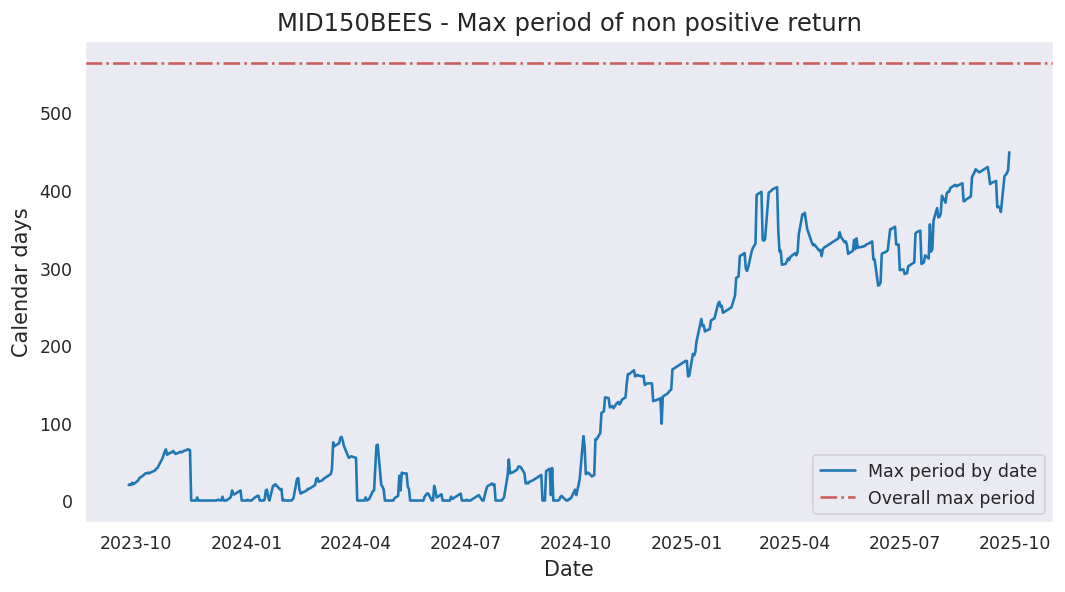 MID150BEES - Max period of non positive return
Calendar days
500
400
300
200
100
0
Max period by date
Overall max period
2023-10 2024-01 2024-04 2024-07 2024-10 2025-01 2025-04 2025-07 2025-10
Date